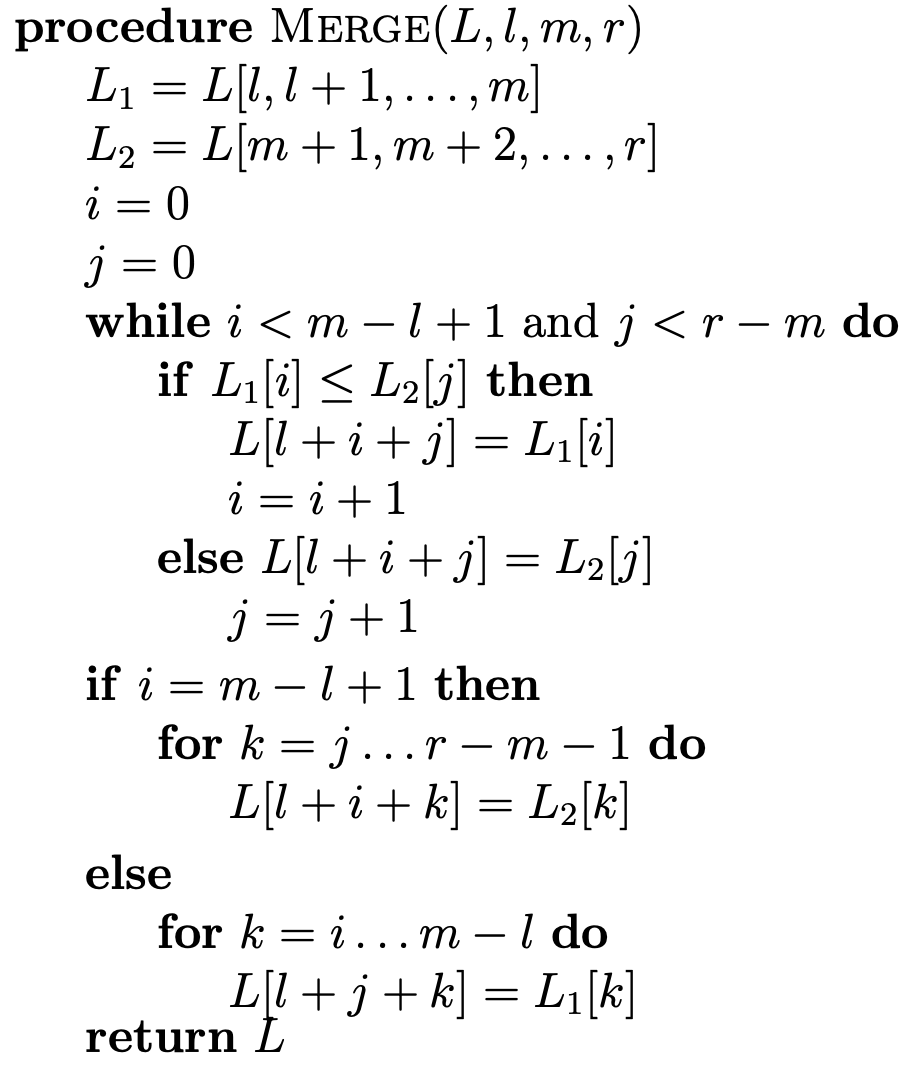 procedure MERGE(L, l, m, r)
L₁ = L[l, l + 1, . . . , m]
L₂ = L[m + 1, m + 2, . . . , r]
i = 0
j = 0
while i < m − l + 1 and j < r − m do
if L₁[i] ≤ L₂[j] then
L[l + i + j] = L₁[i]
i = i + 1
else L[l + i + j] = L₂[j]
j = j + 1
if i = m − l + 1 then
for k = j . . . r − m − 1 do
L[l + i + k] = L₂[k]
else
for k = i . . . m − l do
L[l + j + k] = L₁[k]
return L